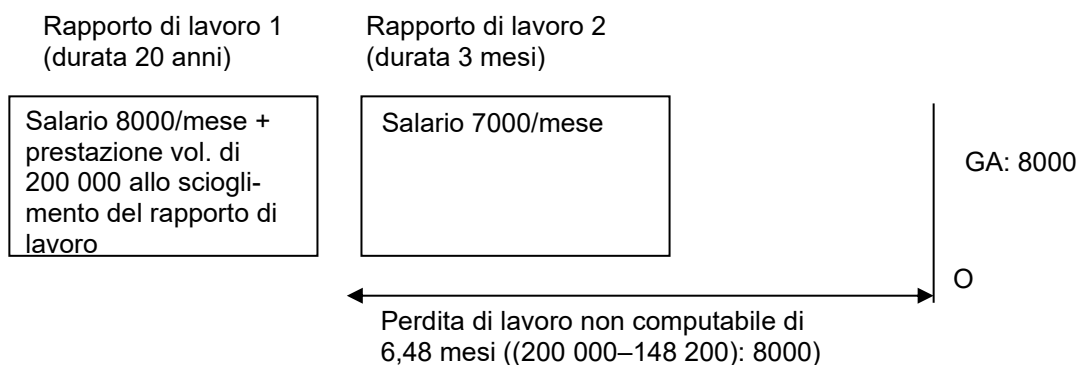 Rapporto di lavoro 1
(durata 20 anni)
Rapporto di lavoro 2
(durata 3 mesi)
Salario 8000/mese +
prestazione vol. di
200 000 allo sciogli-
mento del rapporto di
lavoro
Salario 7000/mese
GA: 8000
O
Perdita di lavoro non computabile di
6,48 mesi ((200 000–148 200): 8000)